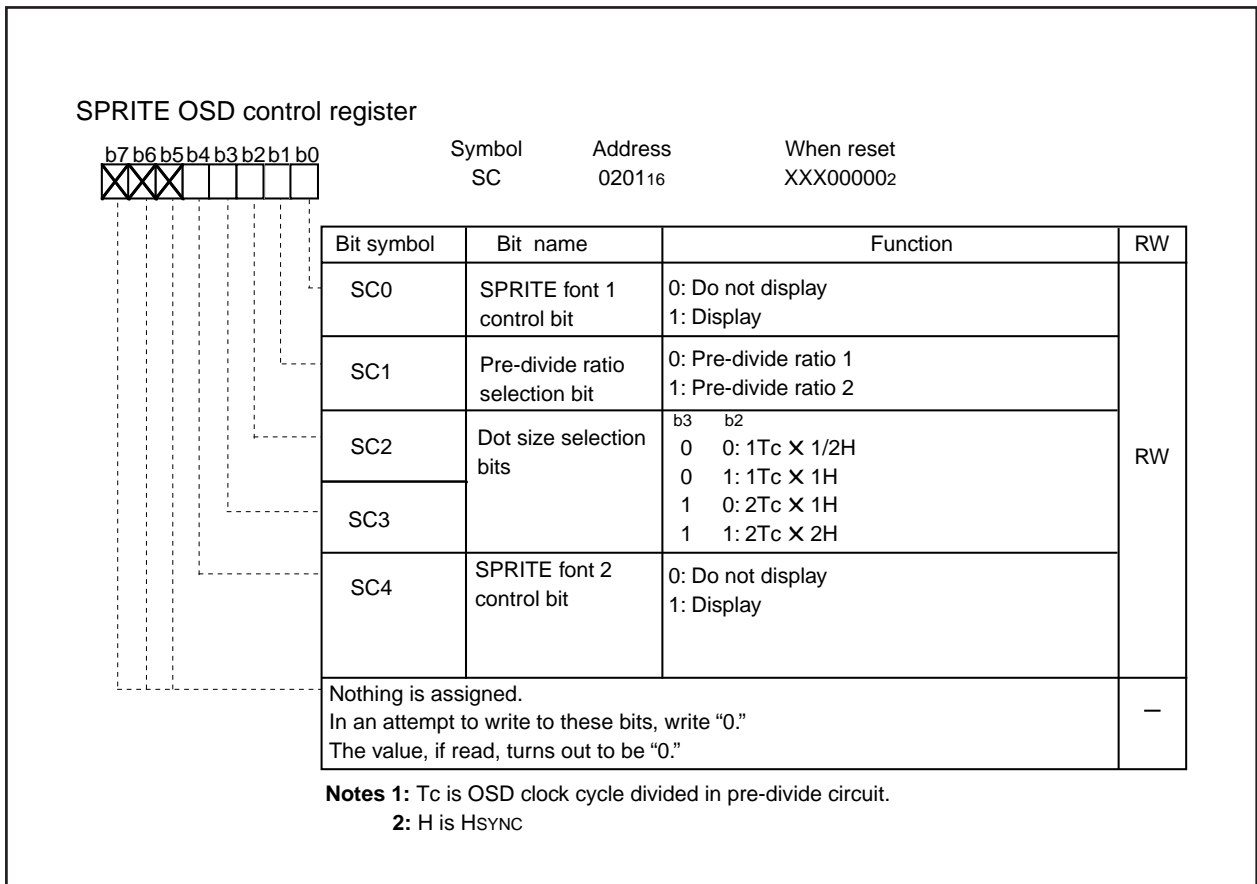 SPRITE OSD control register
b7 b6 b5 b4 b3 b2 b1 b0
Symbol Address When reset
SC 020116 XXX000002
Bit symbol Bit name Function RW
SC0 SPRITE font 1 control bit 0: Do not display
1: Display
SC1 Pre-divide ratio selection bit 0: Pre-divide ratio 1
1: Pre-divide ratio 2
SC2 Dot size selection bits b3 b2
0 0: 1Tc X 1/2H
0 1: 1Tc X 1H
SC3 1 0: 2Tc X 1H
1 1: 2Tc X 2H
RW
SC4 SPRITE font 2 control bit 0: Do not display
1: Display
Nothing is assigned.
In an attempt to write to these bits, write “0.”
The value, if read, turns out to be “0.”
–
Notes 1: Tc is OSD clock cycle divided in pre-divide circuit.
2: H is HSYNC